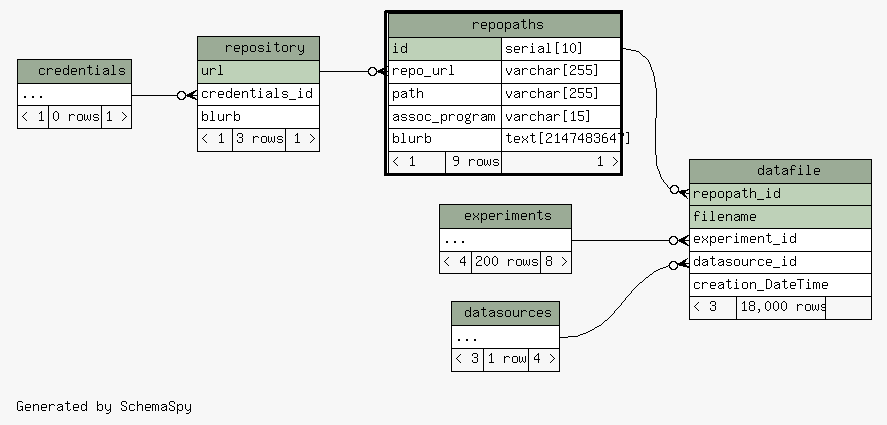 credentials
...
< 1 0 rows 1 >
repository
url
credentials_id
blurb
< 1 3 rows 1 >
repopaths
id serial[10]
repo_url varchar[255]
path varchar[255]
assoc_program varchar[15]
blurb text[2147483647]
< 1 9 rows 1 >
experiments
...
< 4 200 rows 8 >
datasources
...
< 3 1 row 4 >
datafile
repopath_id
filename
experiment_id
datasource_id
creation_DateTime
< 3 18,000 rows
Generated by SchemaSpy